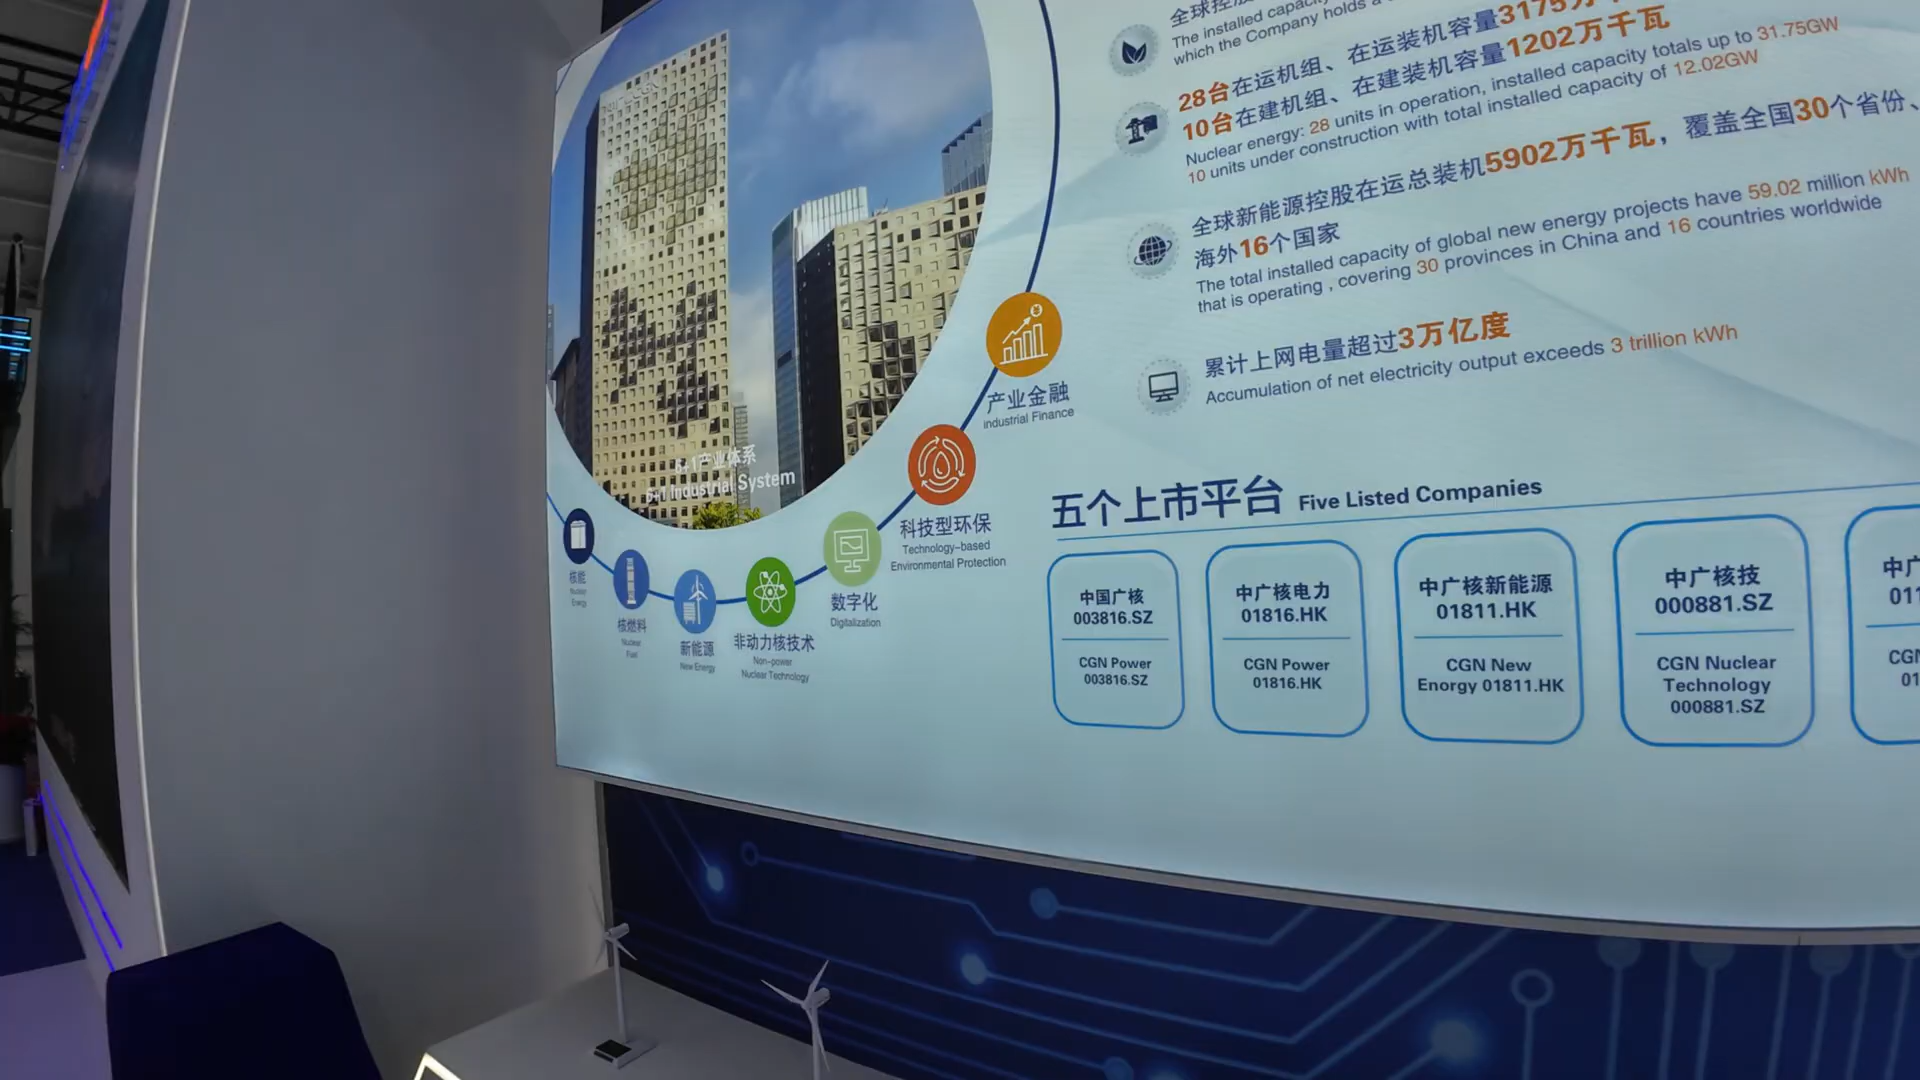 The installed capac
which the Company holds a
28台在运机组、在运装机容量3175万
10台在建机组、在建装机容量1202万千瓦
Nuclear energy: 28 units in operation, installed capacity totals up to 31.75GW
10 units under construction with total installed capacity of 12.02GW
全球新能源控股在运总装机5902万千瓦，覆盖全国30个省份、
海外16个国家
The total installed capacity of global new energy projects have 59.02 million kWh
that is operating , covering 30 provinces in China and 16 countries worldwide
累计上网电量超过3万亿度
Accumulation of net electricity output exceeds 3 trillion kWh
6+1产业体系
6+1 Industrial System
核能
Nuclear
Energy
核燃料
Nuclear
Fuel
新能源
New Energy
非动力核技术
Non-power
Nuclear Technology
数字化
Digitalization
科技型环保
Technology-based
Environmental Protection
产业金融
Industrial Finance
五个上市平台 Five Listed Companies
中国广核
003816.SZ
CGN Power
003816.SZ
中广核电力
01816.HK
CGN Power
01816.HK
中广核新能源
01811.HK
CGN New
Energy 01811.HK
中广核技
000881.SZ
CGN Nuclear
Technology
000881.SZ
中广
011
CGN
01